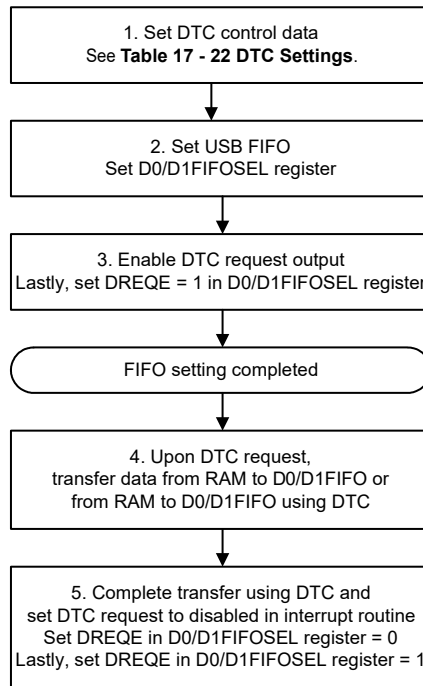 1. Set DTC control data
See Table 17 - 22 DTC Settings.
2. Set USB FIFO
Set D0/D1FIFOSEL register
3. Enable DTC request output
Lastly, set DREQE = 1 in D0/D1FIFOSEL register
FIFO setting completed
4. Upon DTC request,
transfer data from RAM to D0/D1FIFO or
from RAM to D0/D1FIFO using DTC
5. Complete transfer using DTC and
set DTC request to disabled in interrupt routine
Set DREQE in D0/D1FIFOSEL register = 0
Lastly, set DREQE in D0/D1FIFOSEL register = 1